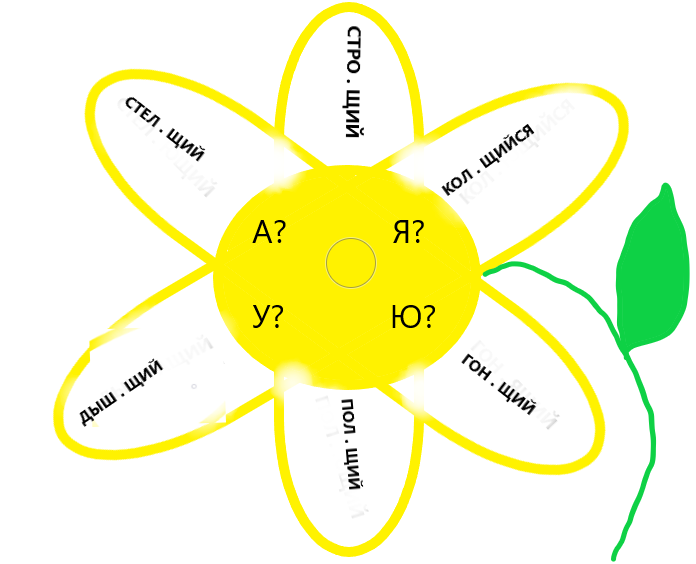 СТРО . ЩИЙ
СТЕЛ . ЩИЙ
КОЛ . ЩИЙСЯ
А? Я?
У? Ю?
ДЫШ . ЩИЙ
ГОН . ЩИЙ
ПОЛ . ЩИЙ